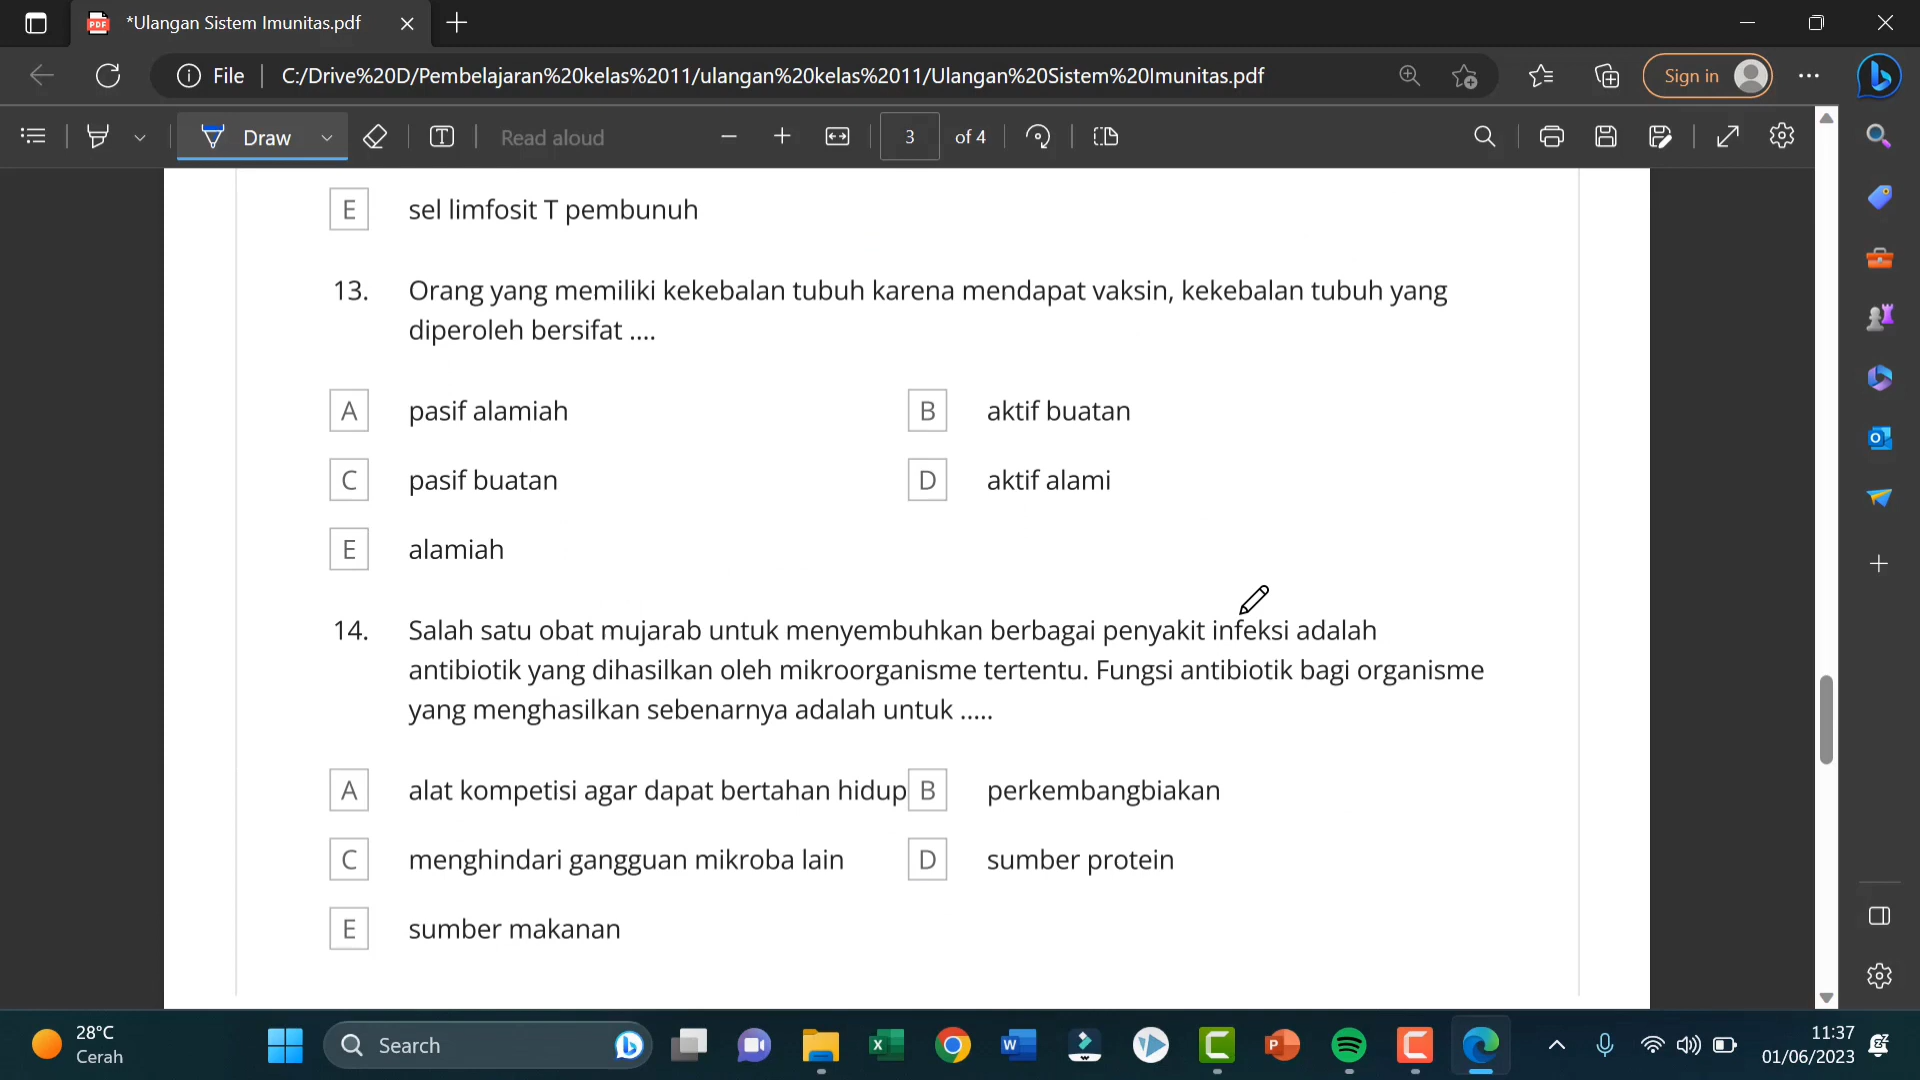 *Ulangan Sistem Imunitas.pdf
File C:/Drive%20D/Pembelajaran%20kelas%2011/ulangan%20kelas%2011/Ulangan%20Sistem%20Imunitas.pdf
Sign in
Draw Read aloud 3 of 4
E sel limfosit T pembunuh
13. Orang yang memiliki kekebalan tubuh karena mendapat vaksin, kekebalan tubuh yang
diperoleh bersifat ....
A pasif alamiah B aktif buatan
C pasif buatan D aktif alami
E alamiah
14. Salah satu obat mujarab untuk menyembuhkan berbagai penyakit infeksi adalah
antibiotik yang dihasilkan oleh mikroorganisme tertentu. Fungsi antibiotik bagi organisme
yang menghasilkan sebenarnya adalah untuk .....
A alat kompetisi agar dapat bertahan hidup B perkembangbiakan
C menghindari gangguan mikroba lain D sumber protein
E sumber makanan
28°C
Cerah
Search
11:37
01/06/2023